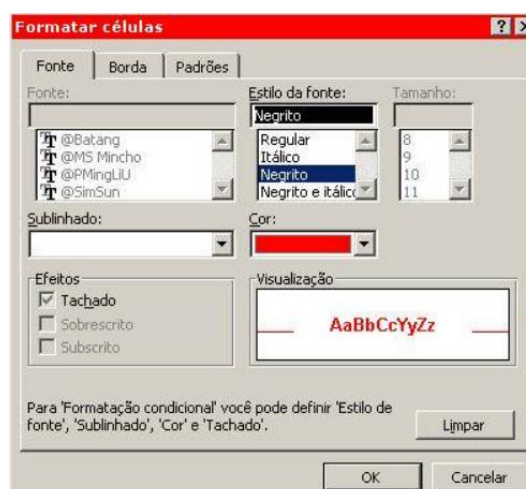 Formatar células
Fonte Borda Padrões
Fonte: Estilo da fonte: Tamanho:
Negrito
@Batang Regular 8
@MS Mincho Itálico 9
@PMingLiU Negrito 10
@SimSun Negrito e itálico 11
Sublinhado: Cor:
Efeitos Visualização
Tachado
Sobrescrito AaBbCcYyZz
Subscrito
Para 'Formatação condicional' você pode definir 'Estilo de
fonte', 'Sublinhado', 'Cor' e 'Tachado'. Limpar
OK Cancelar